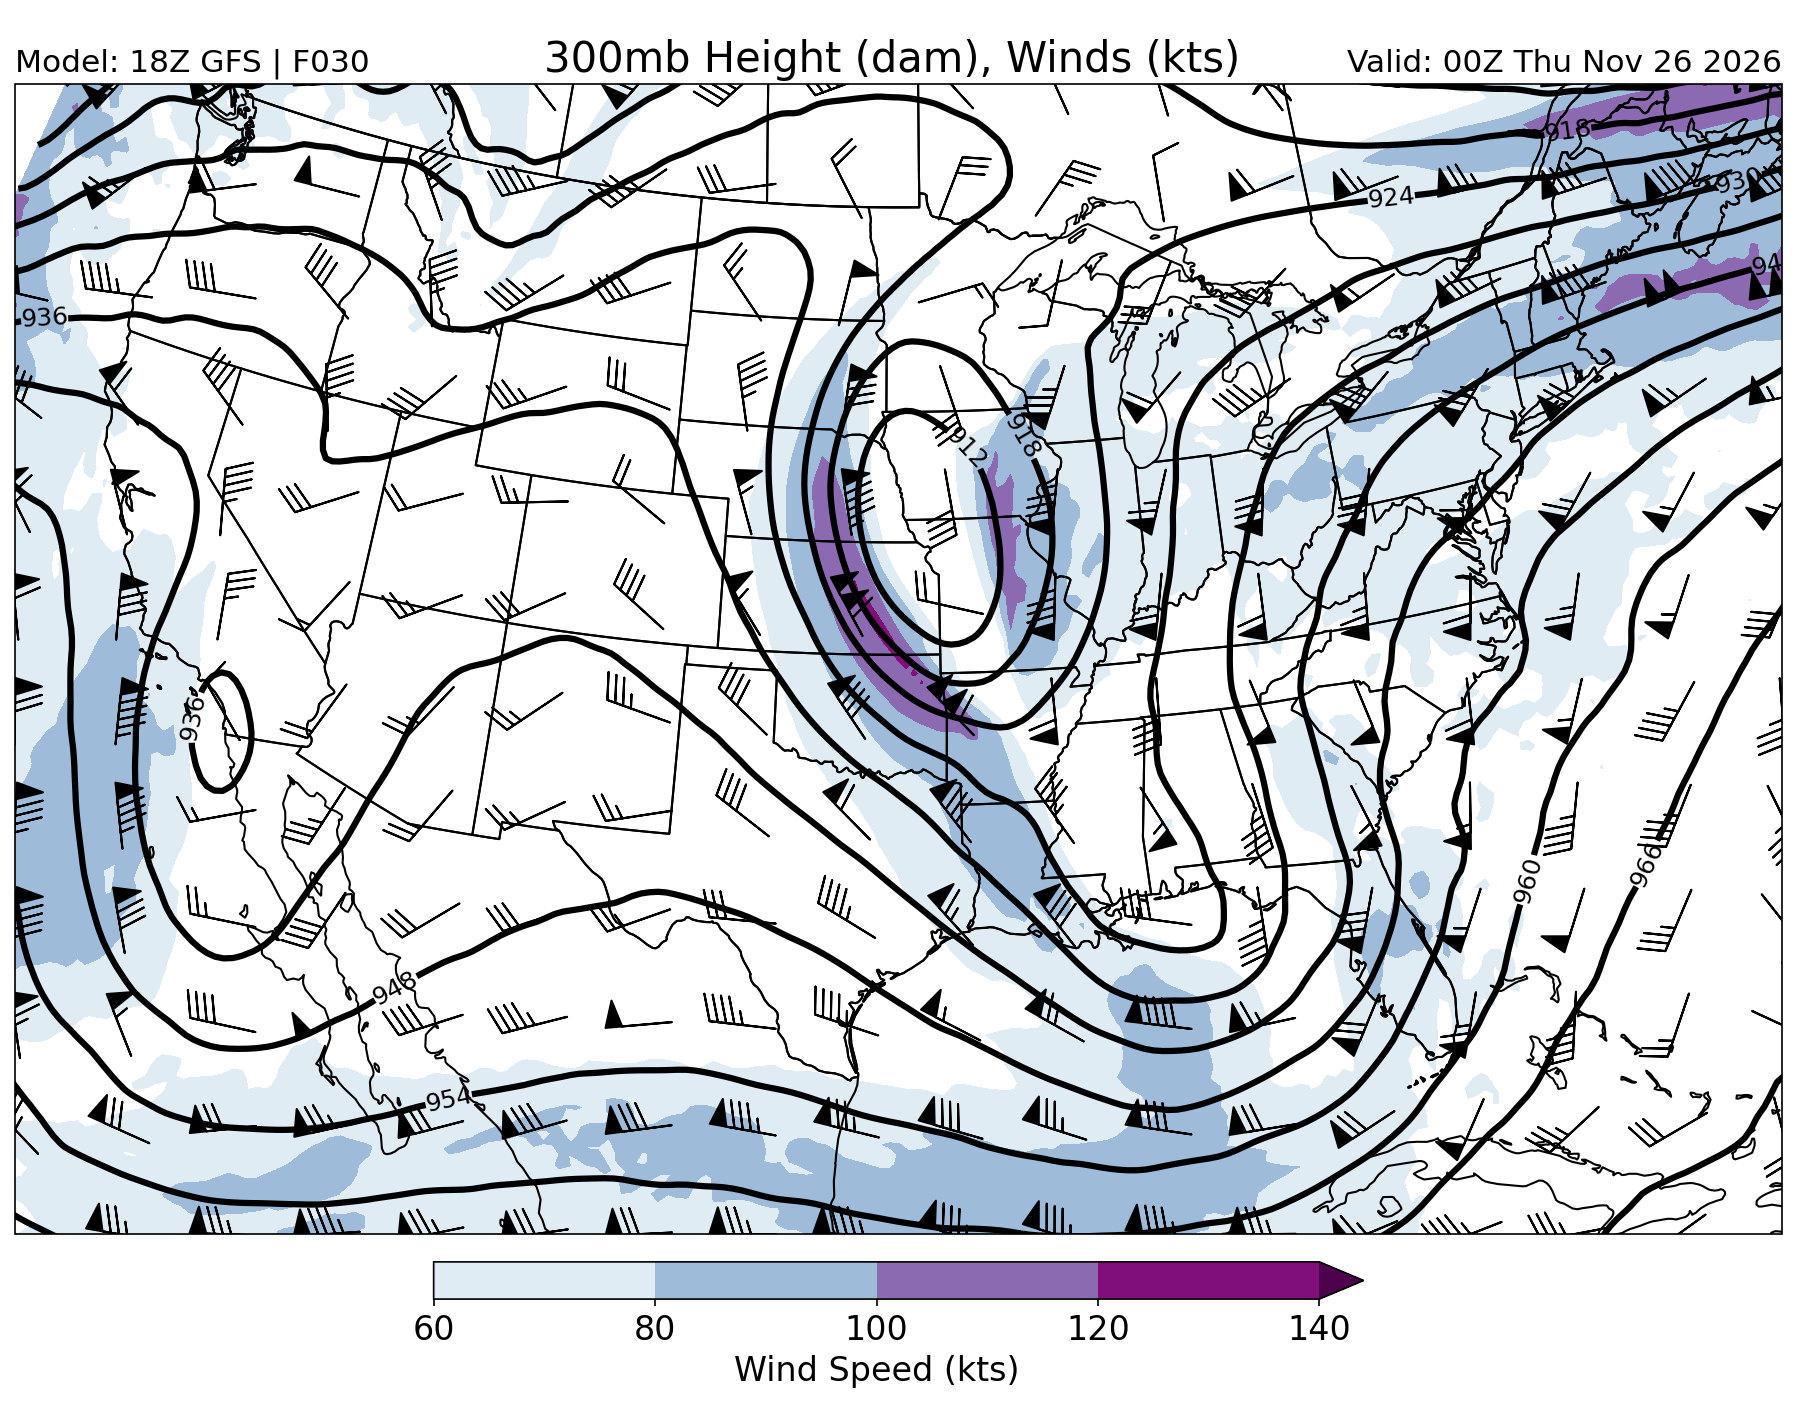 Model: 18Z GFS | F030
300mb Height (dam), Winds (kts)
Valid: 00Z Thu Nov 26 2026
918
930
924
936
912
918
936
948
954
960
966
60 80 100 120 140
Wind Speed (kts)